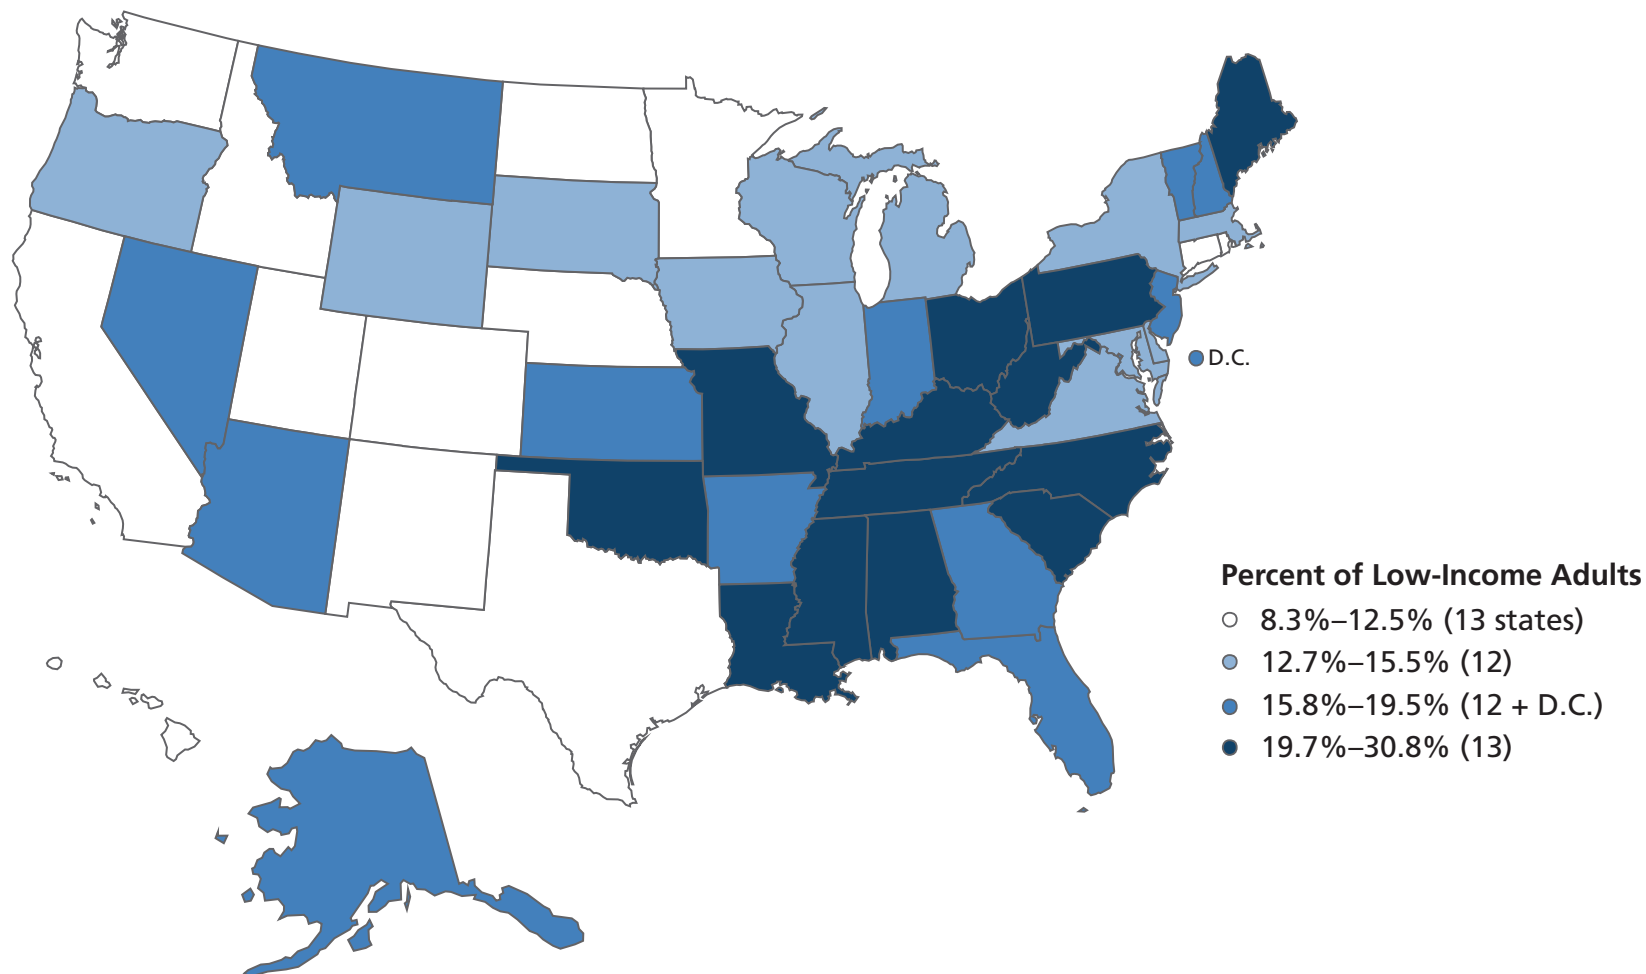 D.C.
Percent of Low-Income Adults
8.3%–12.5% (13 states)
12.7%–15.5% (12)
15.8%–19.5% (12 + D.C.)
19.7%–30.8% (13)